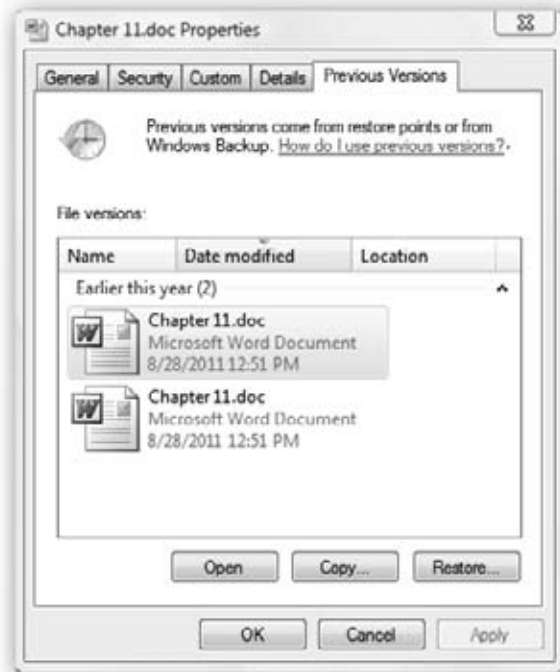 Chapter 11.doc Properties
General Security Custom Details Previous Versions
Previous versions come from restore points or from
Windows Backup. How do I use previous versions?
File versions:
Name Date modified Location
Earlier this year (2)
Chapter 11.doc
Microsoft Word Document
8/28/2011 12:51 PM
Chapter 11.doc
Microsoft Word Document
8/28/2011 12:51 PM
Open Copy... Restore...
OK Cancel Apply